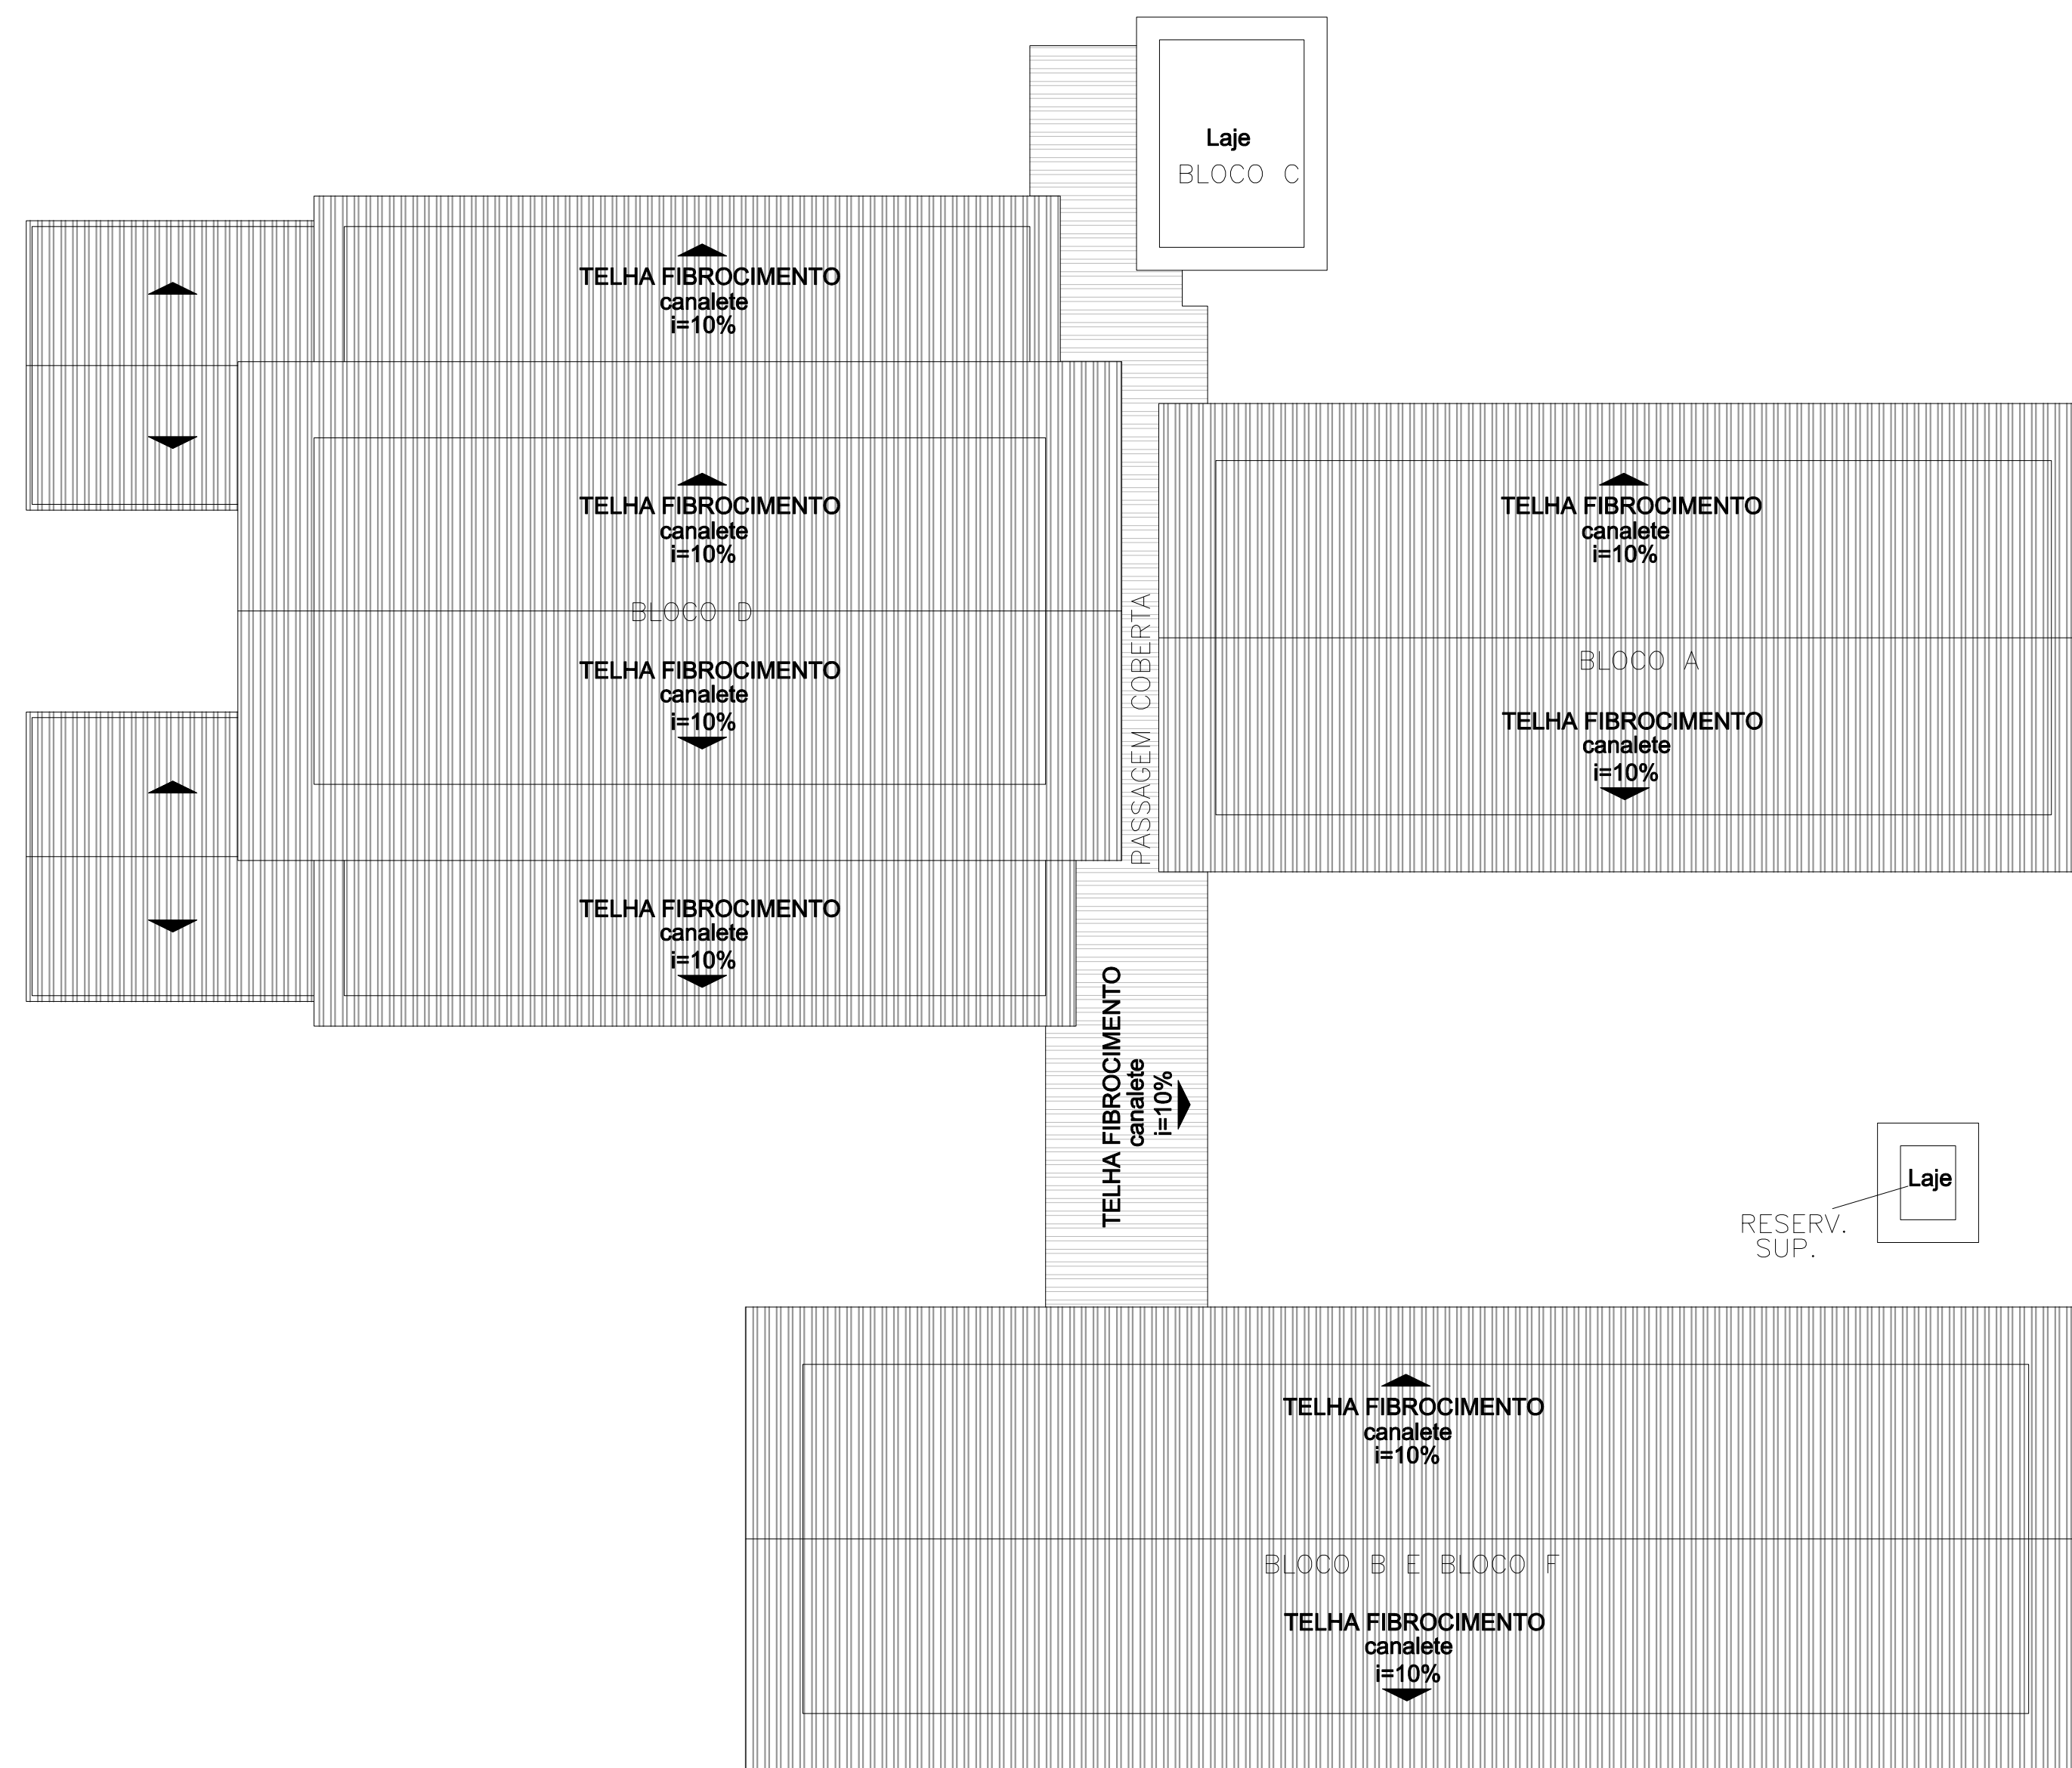 Laje
BLOCO C
TELHA FIBROCIMENTO
canalete
i=10%
TELHA FIBROCIMENTO
canalete
i=10%
BLOCO D
TELHA FIBROCIMENTO
canalete
i=10%
TELHA FIBROCIMENTO
canalete
i=10%
PASSAGEM COBERTA
TELHA FIBROCIMENTO
canalete
i=10%
BLOCO A
TELHA FIBROCIMENTO
canalete
i=10%
TELHA FIBROCIMENTO
canalete
i=10%
Laje
RESERV.
SUP.
TELHA FIBROCIMENTO
canalete
i=10%
BLOCO B E BLOCO F
TELHA FIBROCIMENTO
canalete
i=10%